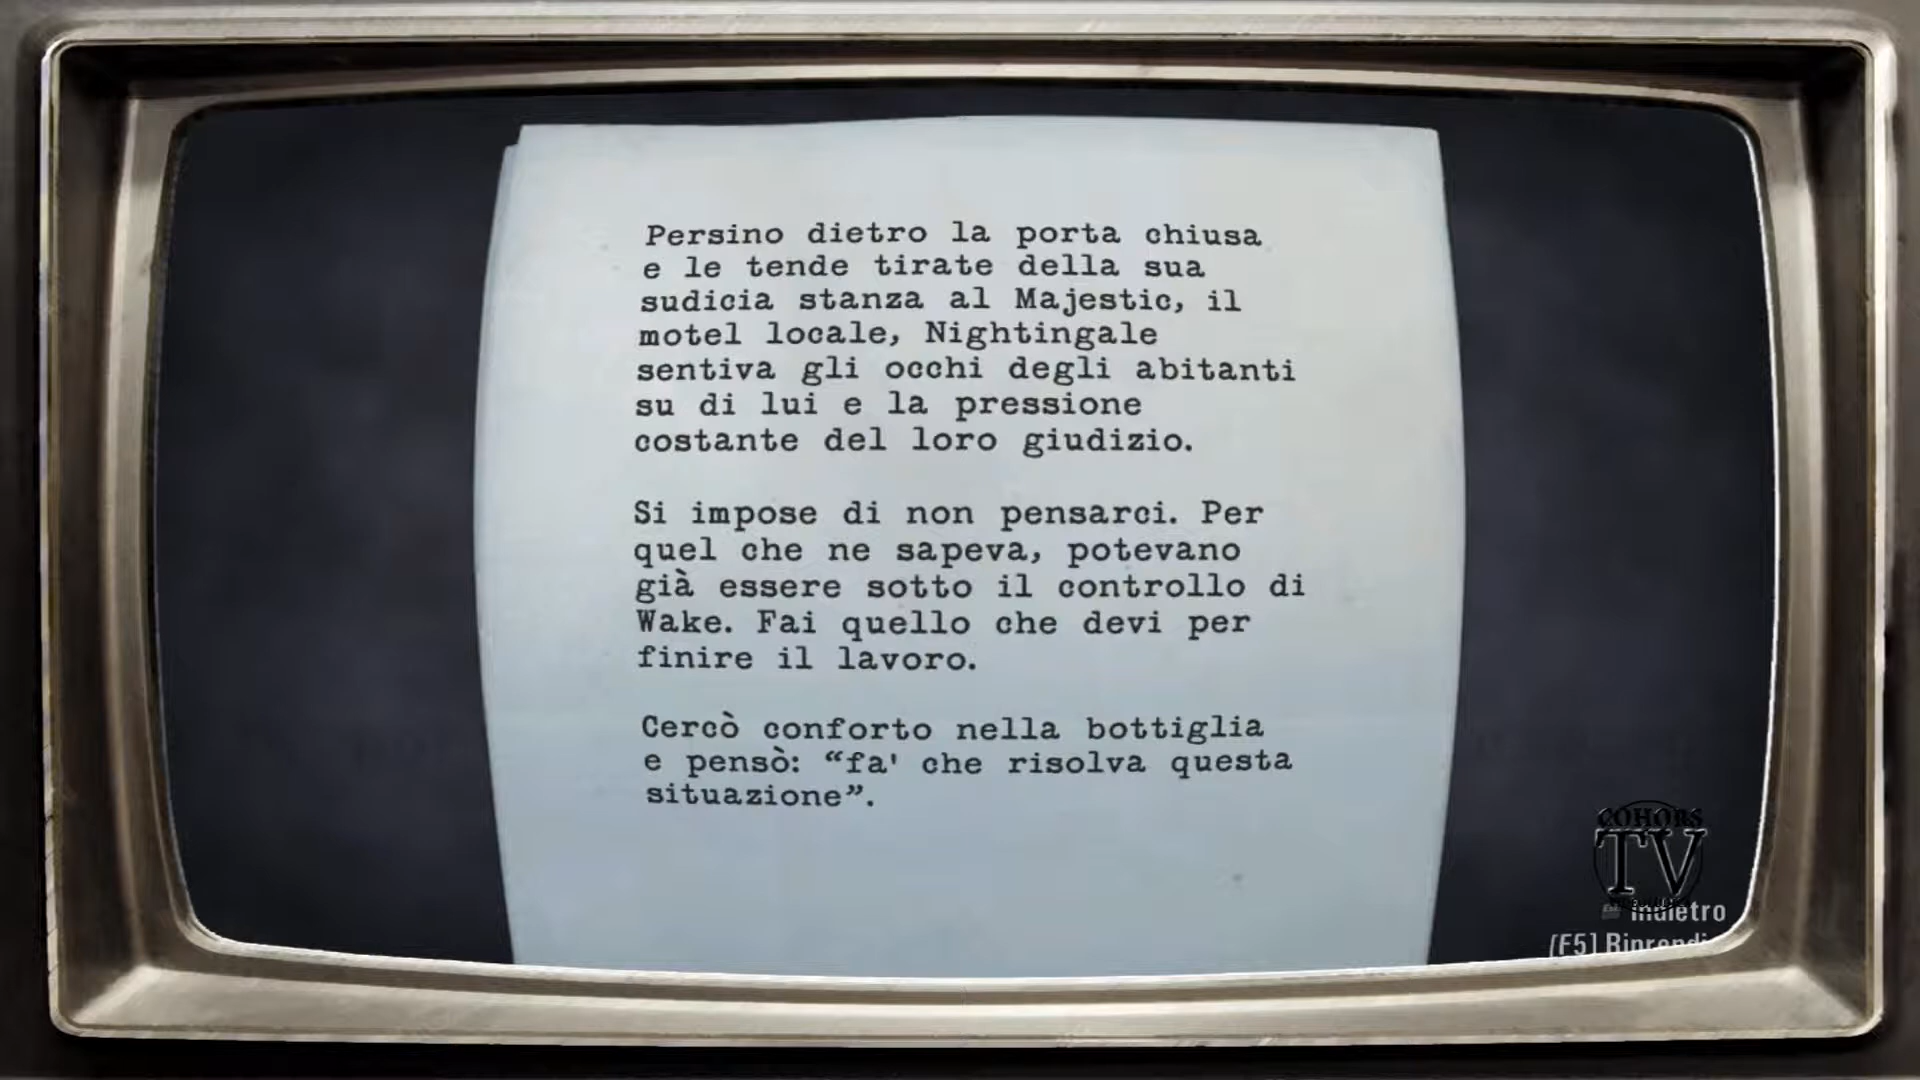 Persino dietro la porta chiusa
e le tende tirate della sua
sudicia stanza al Majestic, il
motel locale, Nightingale
sentiva gli occhi degli abitanti
su di lui e la pressione
costante del loro giudizio.
Si impose di non pensarci. Per
quel che ne sapeva, potevano
già essere sotto il controllo di
Wake. Fai quello che devi per
finire il lavoro.
Cercò conforto nella bottiglia
e pensò: “fa' che risolva questa
situazione”.
COHORS
TV
Indietro
[F5] Riprendi